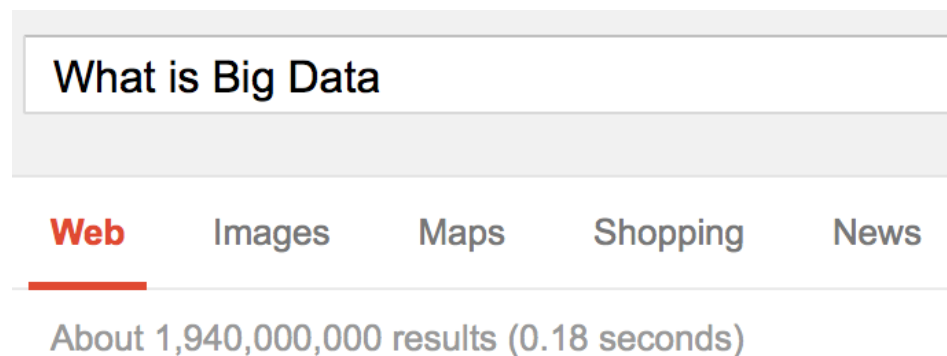 What is Big Data
Web Images Maps Shopping News
About 1,940,000,000 results (0.18 seconds)